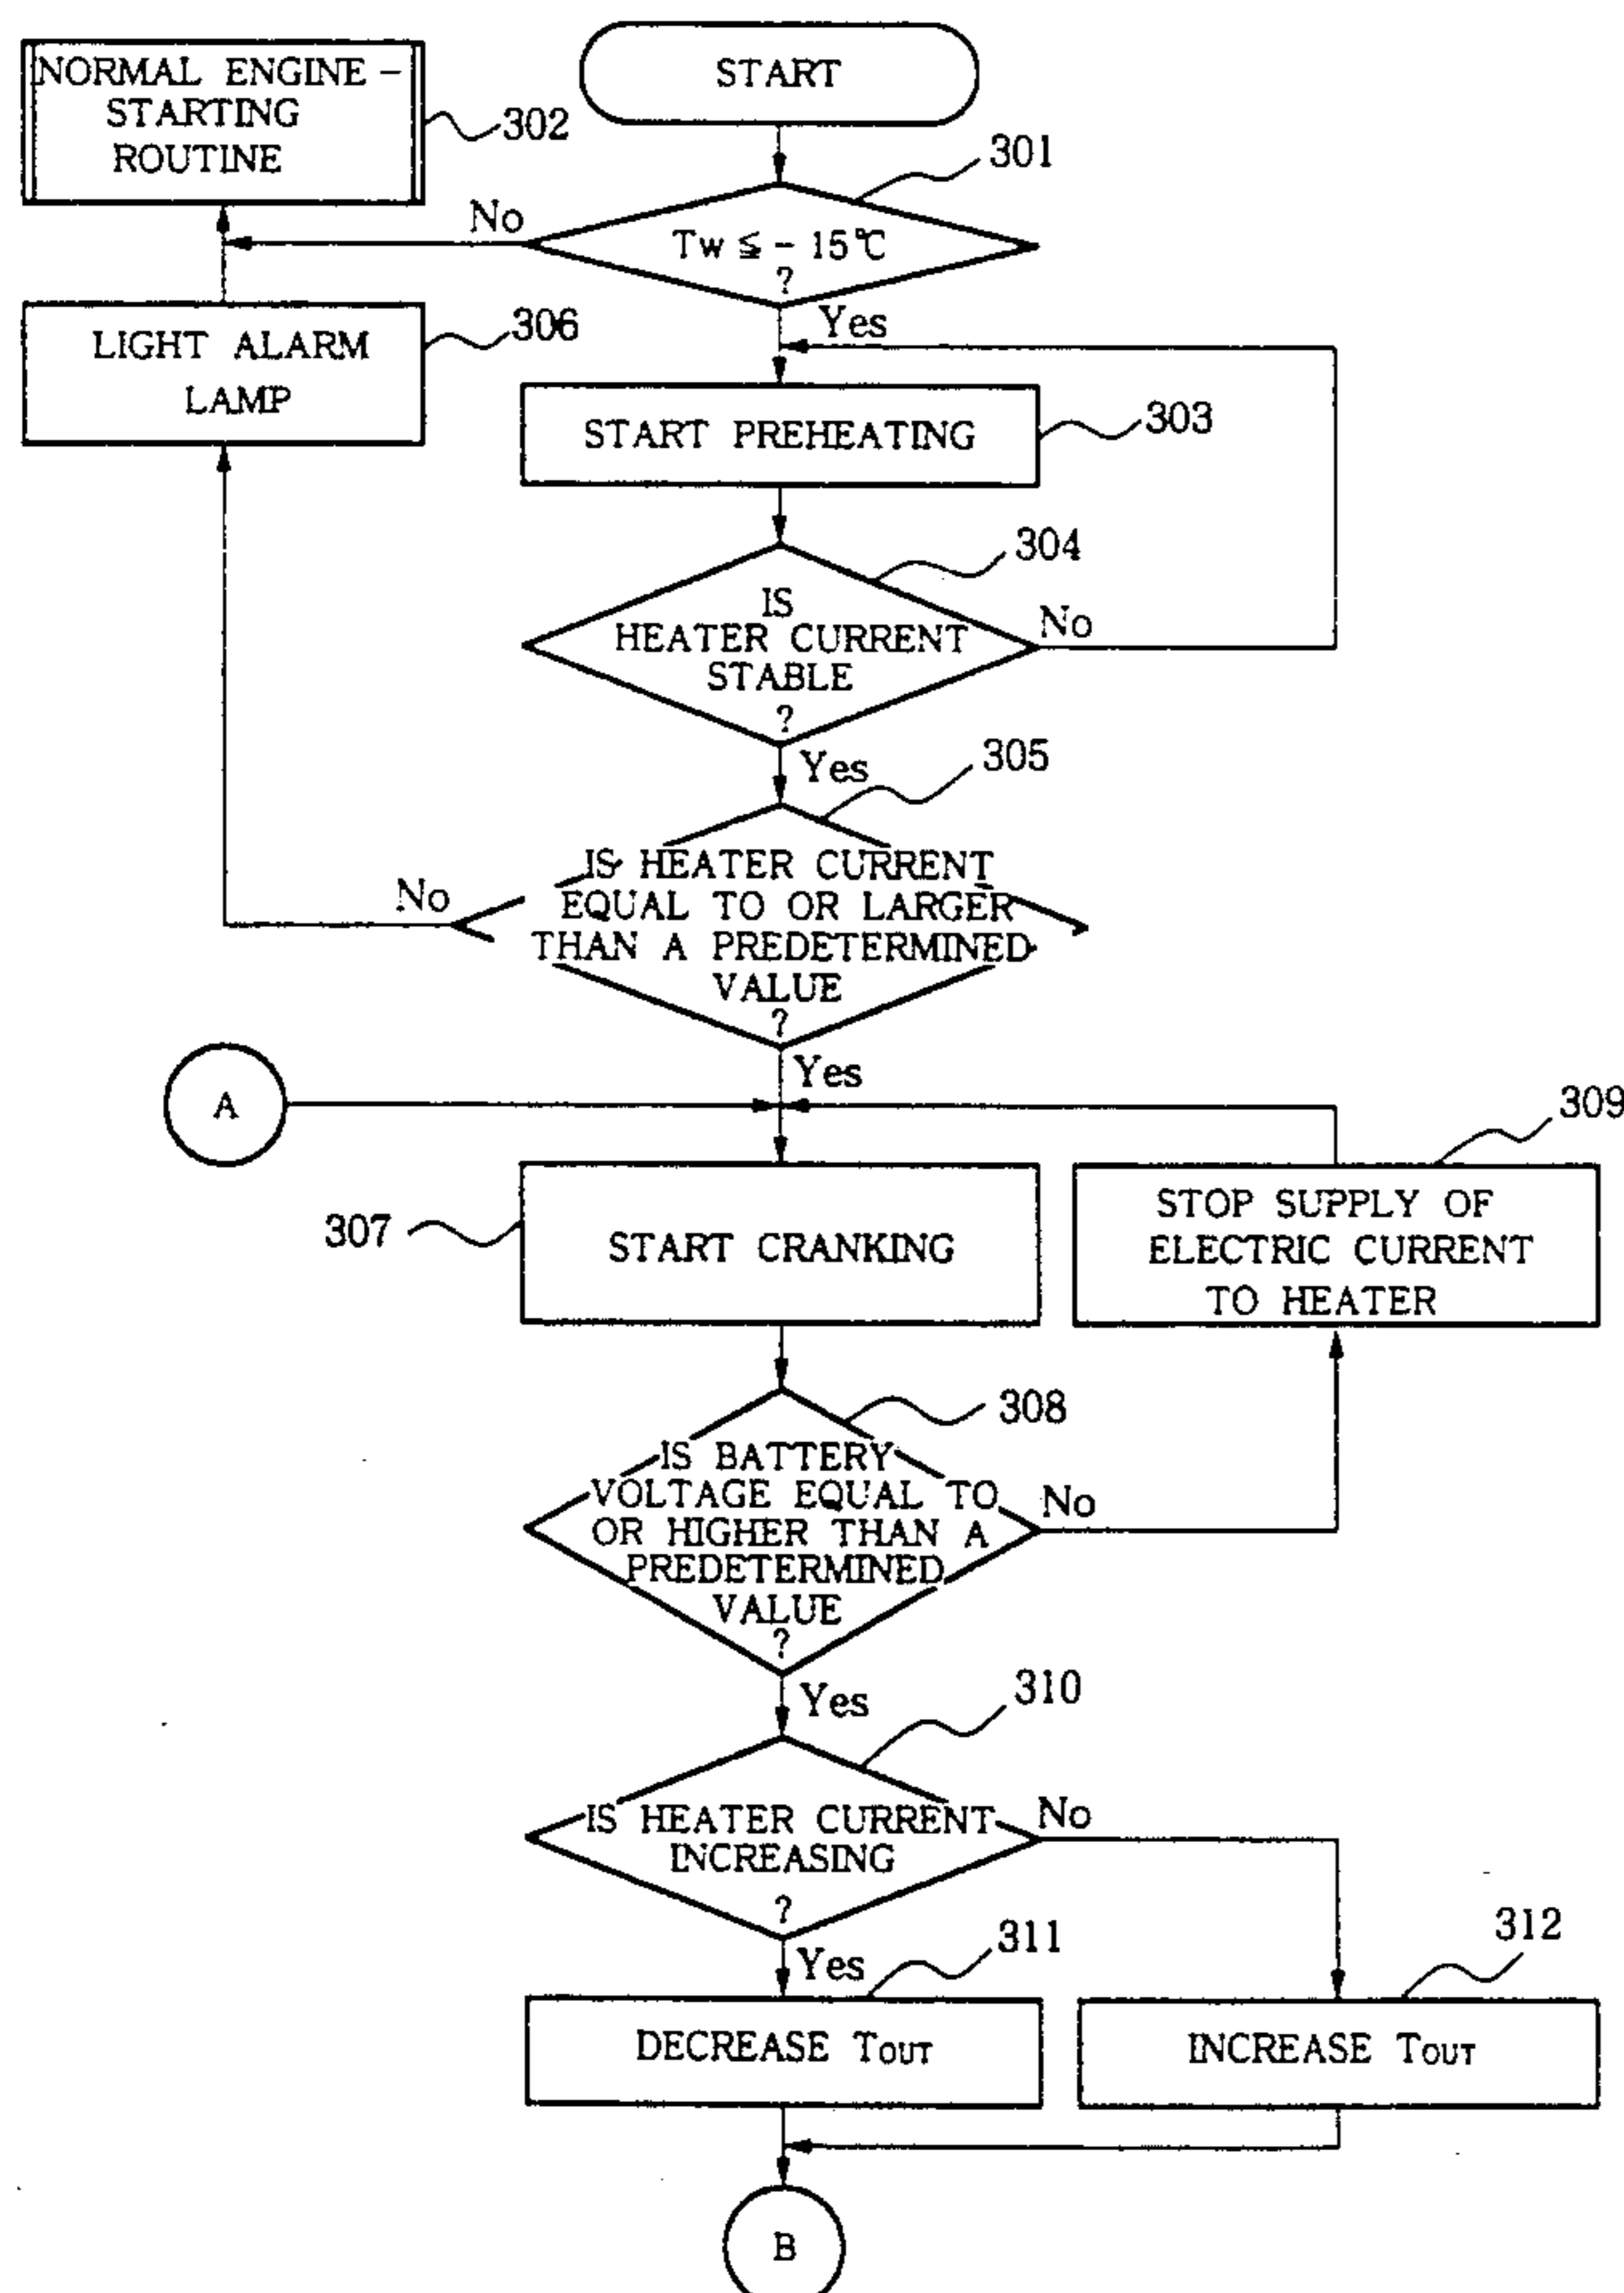 START
NORMAL ENGINE-
STARTING
ROUTINE
302
301
No
Tw ≦ - 15℃
?
Yes
LIGHT ALARM
LAMP
306
START PREHEATING
303
304
IS
HEATER CURRENT
STABLE
?
No
Yes
305
IS HEATER CURRENT
EQUAL TO OR LARGER
THAN A PREDETERMINED
VALUE
?
No
Yes
A
309
307
START CRANKING
STOP SUPPLY OF
ELECTRIC CURRENT
TO HEATER
308
IS BATTERY
VOLTAGE EQUAL TO
OR HIGHER THAN A
PREDETERMINED
VALUE
?
No
Yes
310
IS HEATER CURRENT
INCREASING
?
No
Yes
311
312
DECREASE TOUT
INCREASE TOUT
B